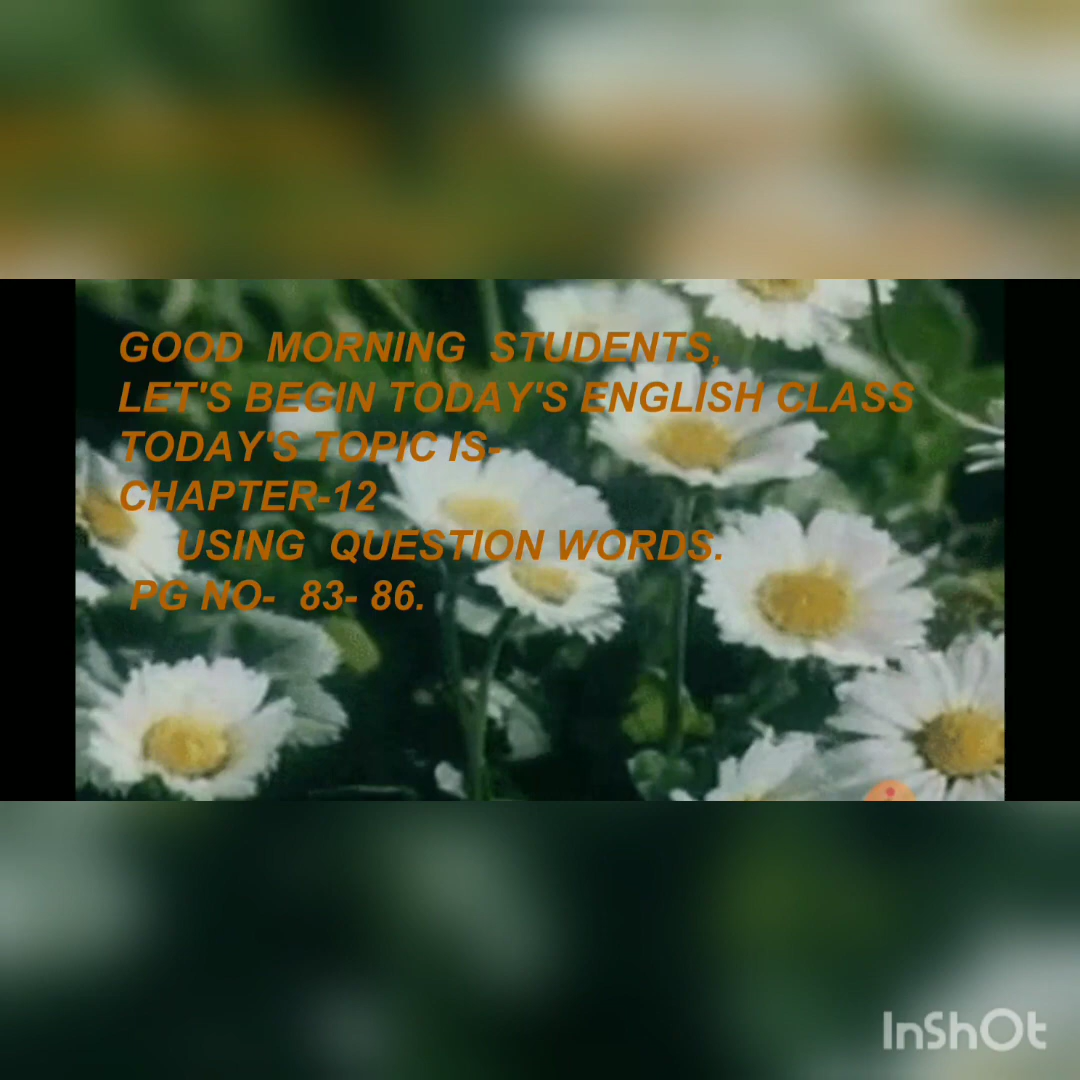 GOOD MORNING STUDENTS,
LET'S BEGIN TODAY'S ENGLISH CLASS
TODAY'S TOPIC IS-
CHAPTER-12
USING QUESTION WORDS.
PG NO- 83- 86.
InShOt